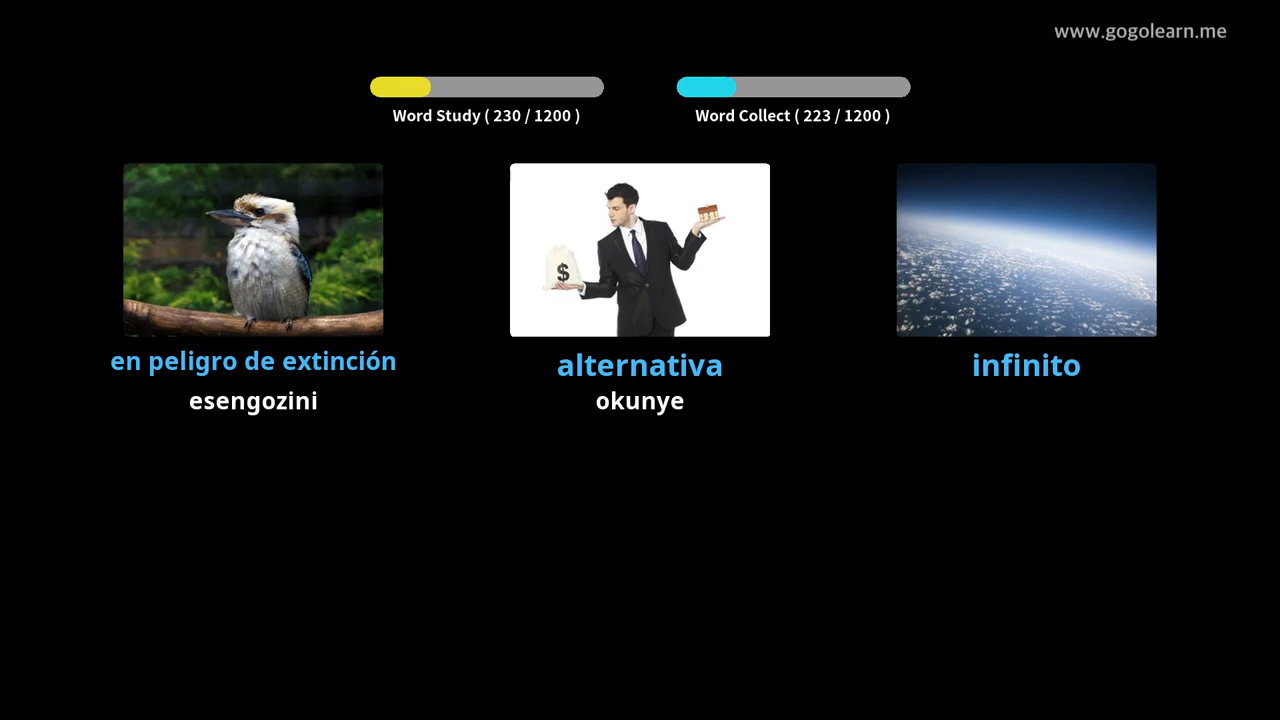 www.gogolearn.me
Word Study ( 230 / 1200 )
Word Collect ( 223 / 1200 )
$
en peligro de extinción
alternativa
infinito
esengozini
okunye